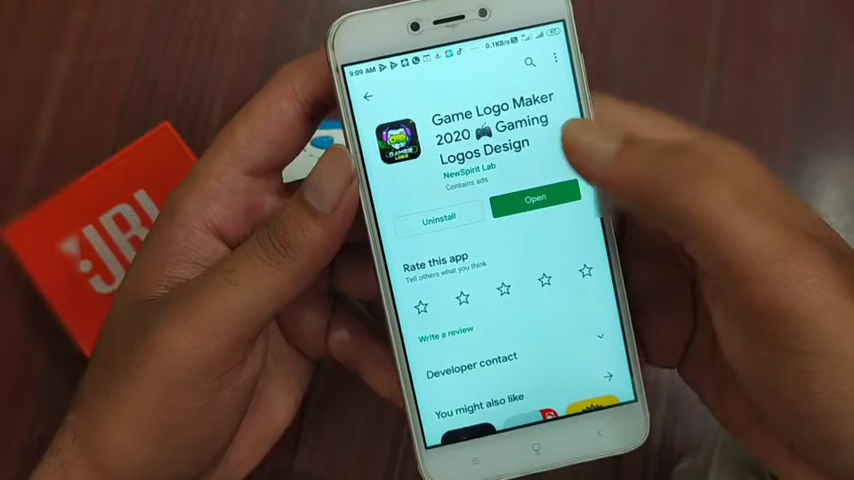 9:09 AM
0.1KB/s
Game Logo Maker
2020 🎮 Gaming
Logos Design
NewSpirit Lab
Contains ads
Uninstall
Open
Rate this app
Tell others what you think
Write a review
Developer contact
You might also like
JBL